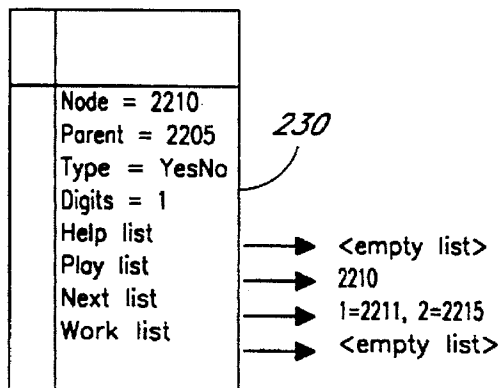 Node = 2210
Parent = 2205
230
Type = YesNo
Digits = 1
Help list
<empty list>
Play list
2210
Next list
1=2211, 2=2215
Work list
<empty list>